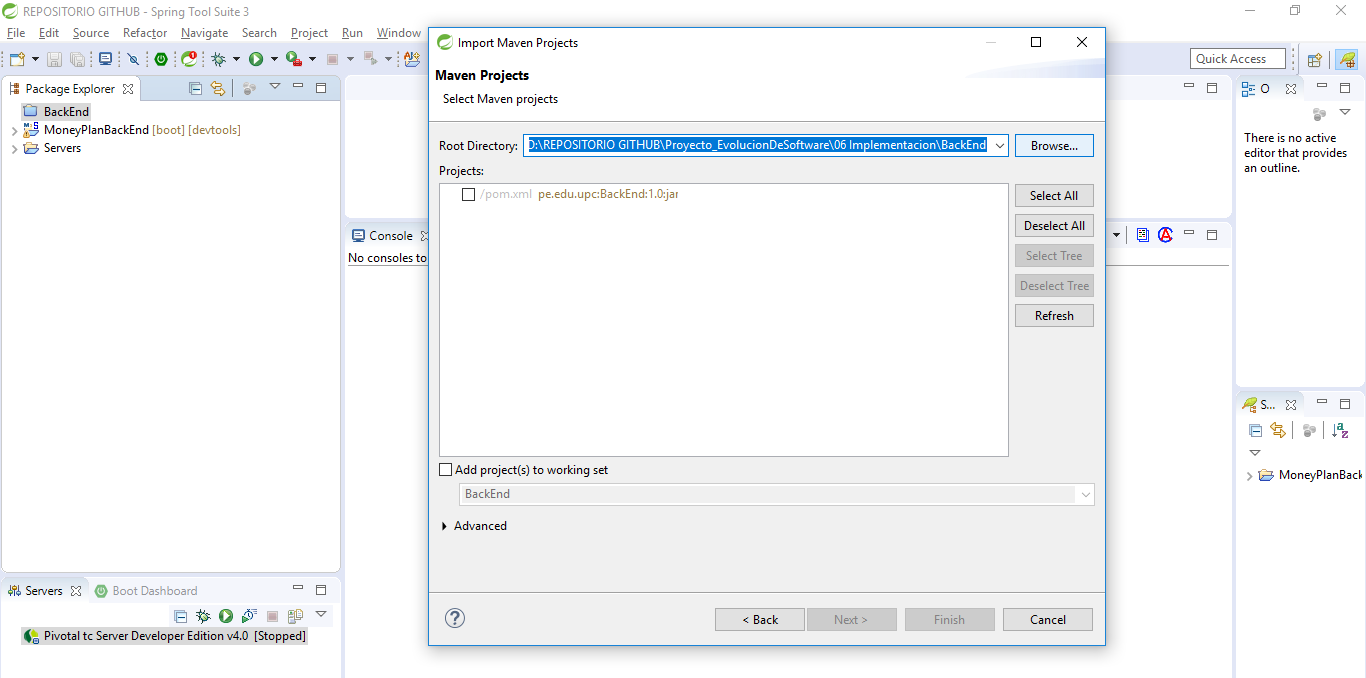 REPOSITORIO GITHUB - Spring Tool Suite 3
File Edit Source Refactor Navigate Search Project Run Window
Quick Access
Package Explorer
BackEnd
MoneyPlanBackEnd [boot] [devtools]
Servers
Console
No consoles to
Import Maven Projects
Maven Projects
Select Maven projects
Root Directory: D:\REPOSITORIO GITHUB\Proyecto_EvolucionDeSoftware\06 Implementacion\BackEnd Browse...
Projects:
/pom.xml pe.edu.upc:BackEnd:1.0:jar
Select All
Deselect All
Select Tree
Deselect Tree
Refresh
Add project(s) to working set
BackEnd
Advanced
? < Back Next > Finish Cancel
O
There is no active
editor that provides
an outline.
S...
MoneyPlanBack
Servers Boot Dashboard
Pivotal tc Server Developer Edition v4.0 [Stopped]